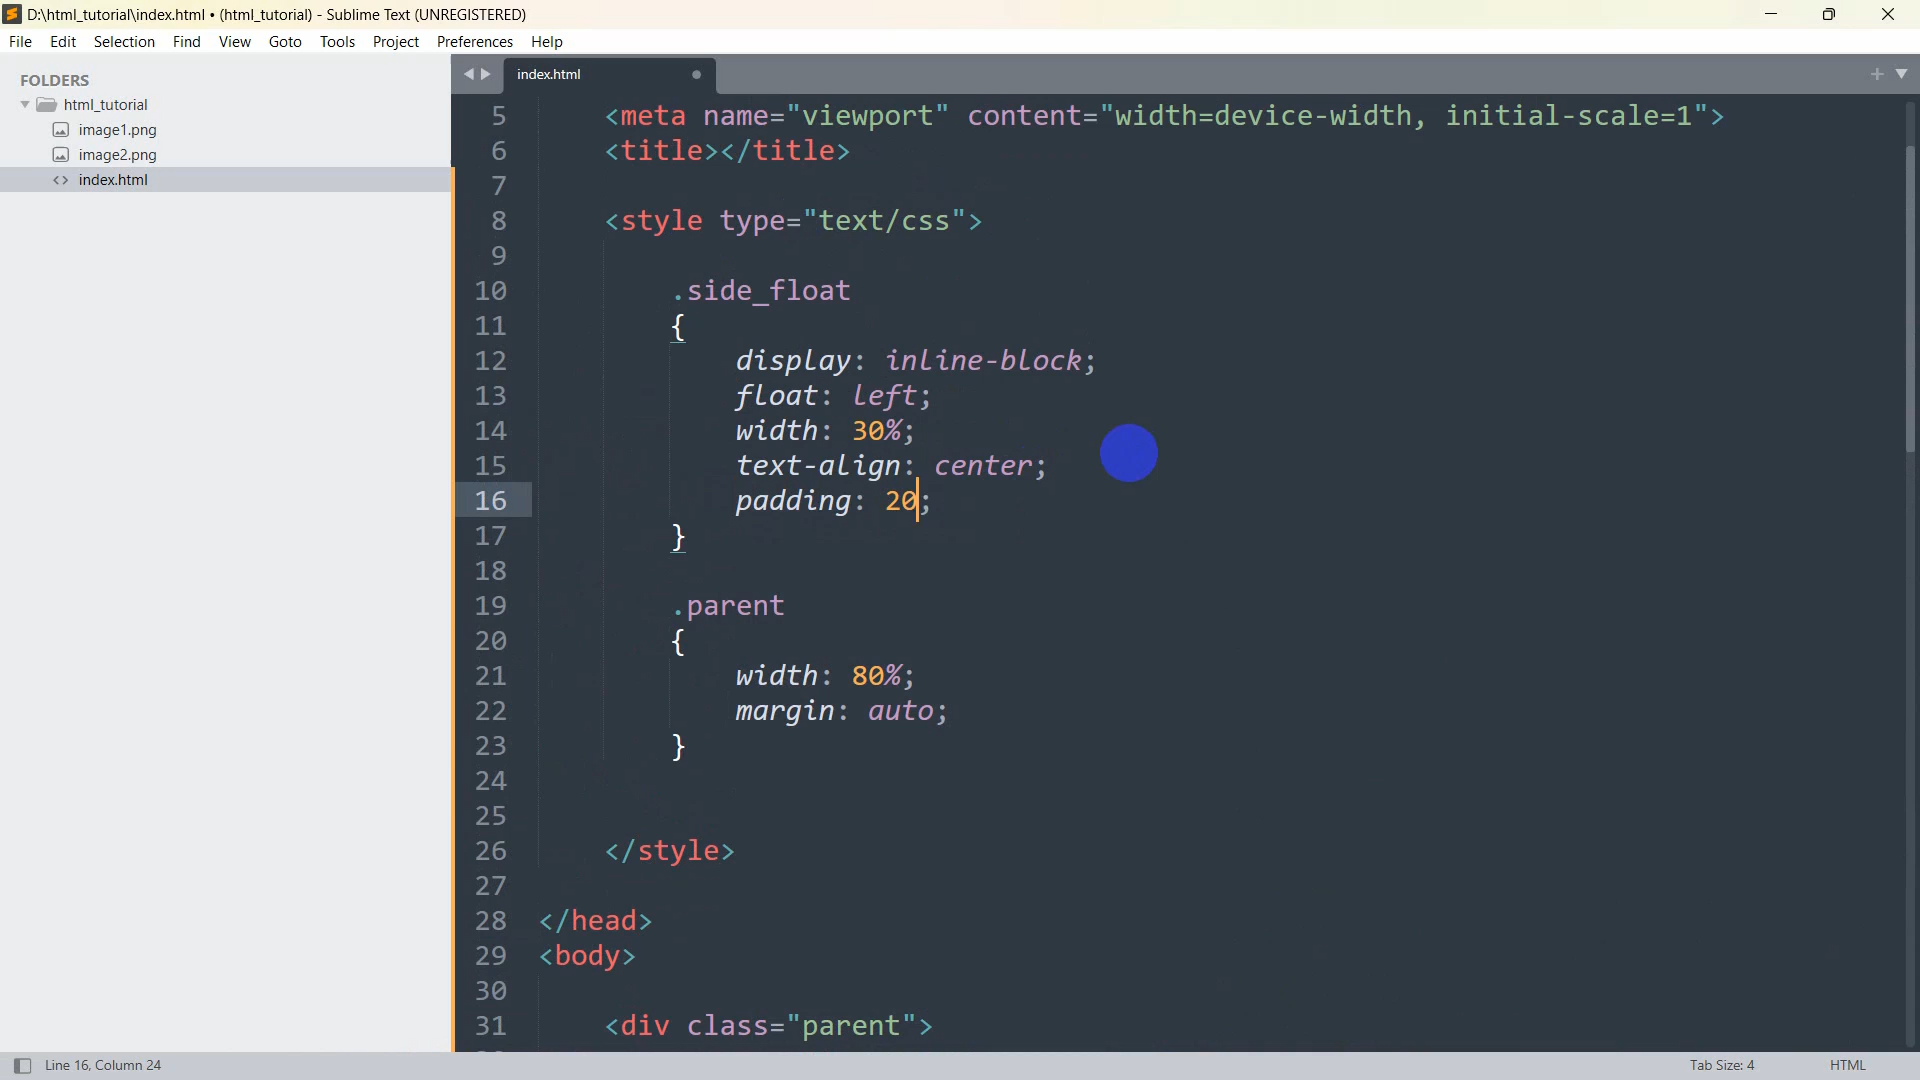 D:\html_tutorial\index.html • (html_tutorial) - Sublime Text (UNREGISTERED)
File Edit Selection Find View Goto Tools Project Preferences Help
FOLDERS
html_tutorial
image1.png
image2.png
index.html
index.html
5 <meta name="viewport" content="width=device-width, initial-scale=1">
6 <title></title>
7
8 <style type="text/css">
9
10 .side_float
11 {
12 display: inline-block;
13 float: left;
14 width: 30%;
15 text-align: center;
16 padding: 20;
17 }
18
19 .parent
20 {
21 width: 80%;
22 margin: auto;
23 }
24
25
26 </style>
27
28 </head>
29 <body>
30
31 <div class="parent">
Line 16, Column 24
Tab Size: 4
HTML